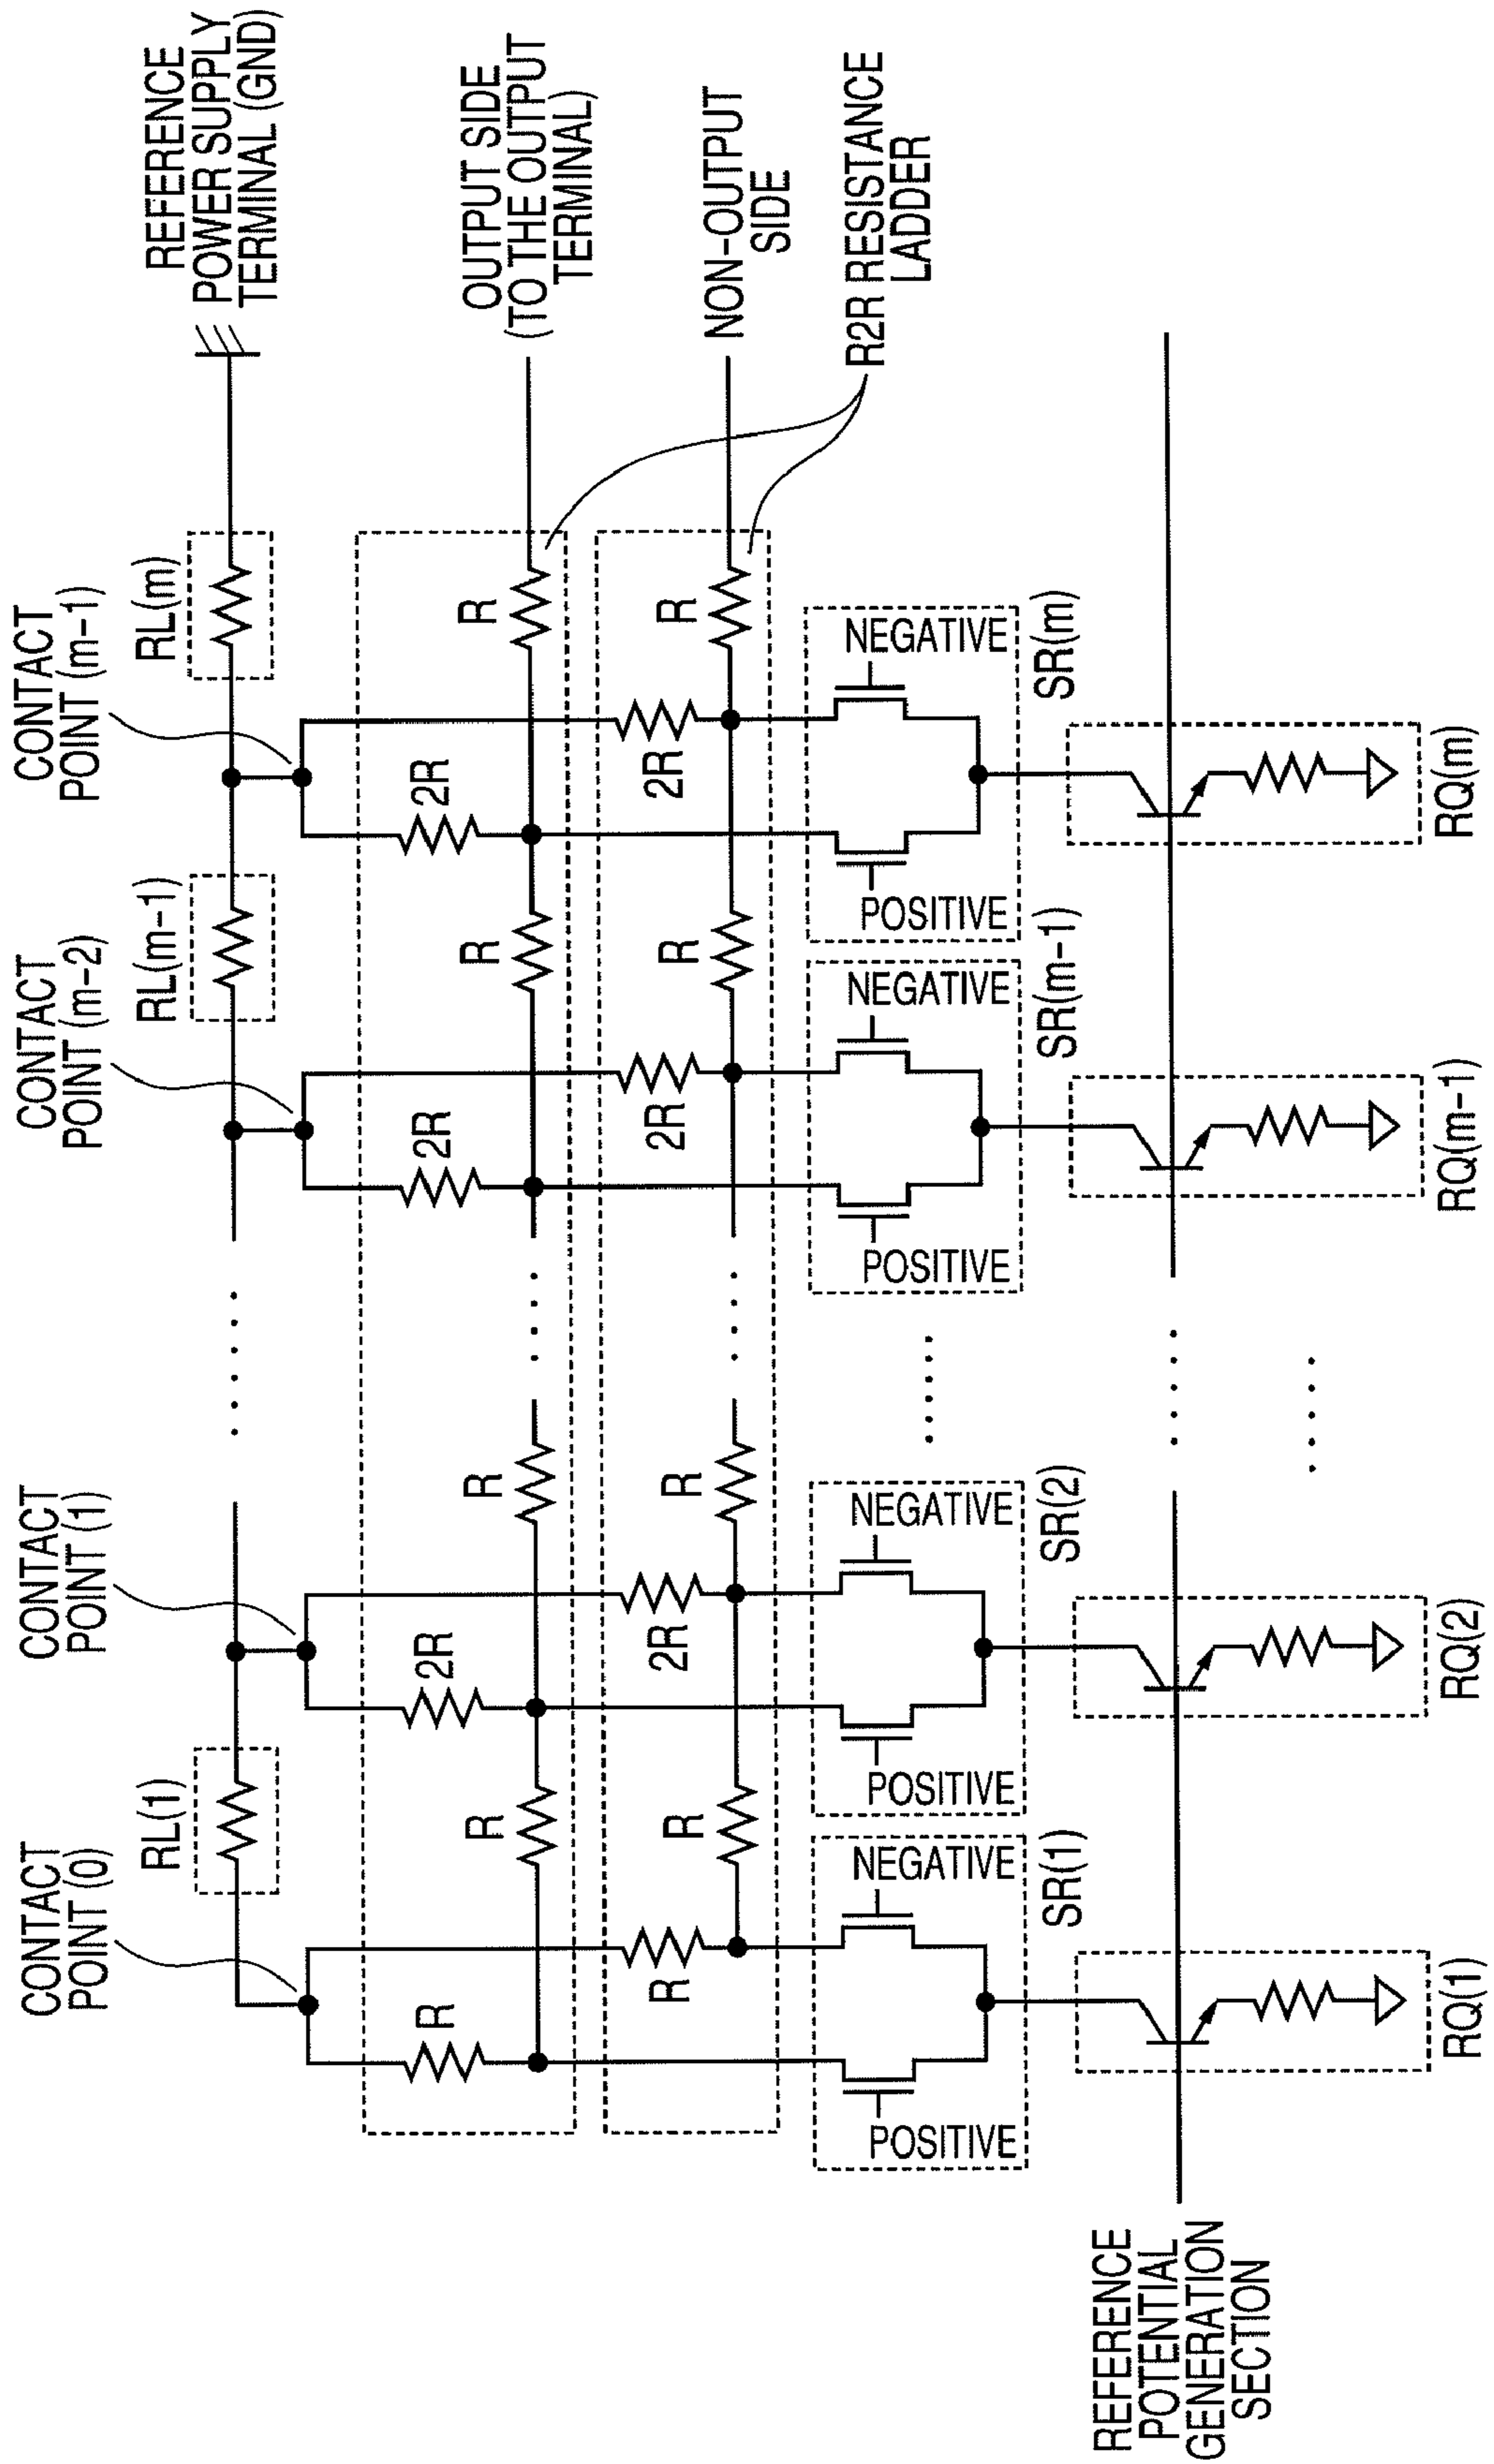 REFERENCE
POWER SUPPLY
TERMINAL (GND)
OUTPUT SIDE
(TO THE OUTPUT
TERMINAL)
NON-OUTPUT
SIDE
R2R RESISTANCE
LADDER
CONTACT
POINT (0)
CONTACT
POINT (1)
CONTACT
POINT (m-2)
CONTACT
POINT (m-1)
RL(1)
RL(m-1)
RL(m)
R
2R
2R
2R
R
R
R
R
R
2R
2R
2R
R
R
R
R
POSITIVE
NEGATIVE
POSITIVE
NEGATIVE
POSITIVE
NEGATIVE
POSITIVE
NEGATIVE
SR(1)
SR(2)
SR(m-1)
SR(m)
REFERENCE
POTENTIAL
GENERATION
SECTION
RQ(1)
RQ(2)
RQ(m-1)
RQ(m)